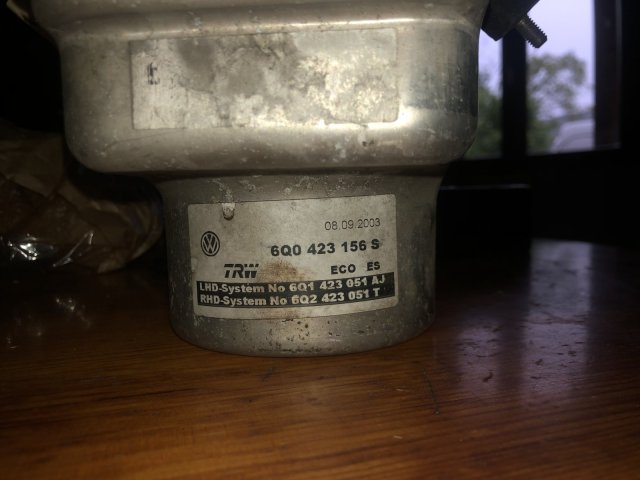 E
08.09.2003
6Q0 423 156 S
TRW ECO ES
LHD-System No 6Q1 423 051 AJ
RHD-System No 6Q2 423 051 T